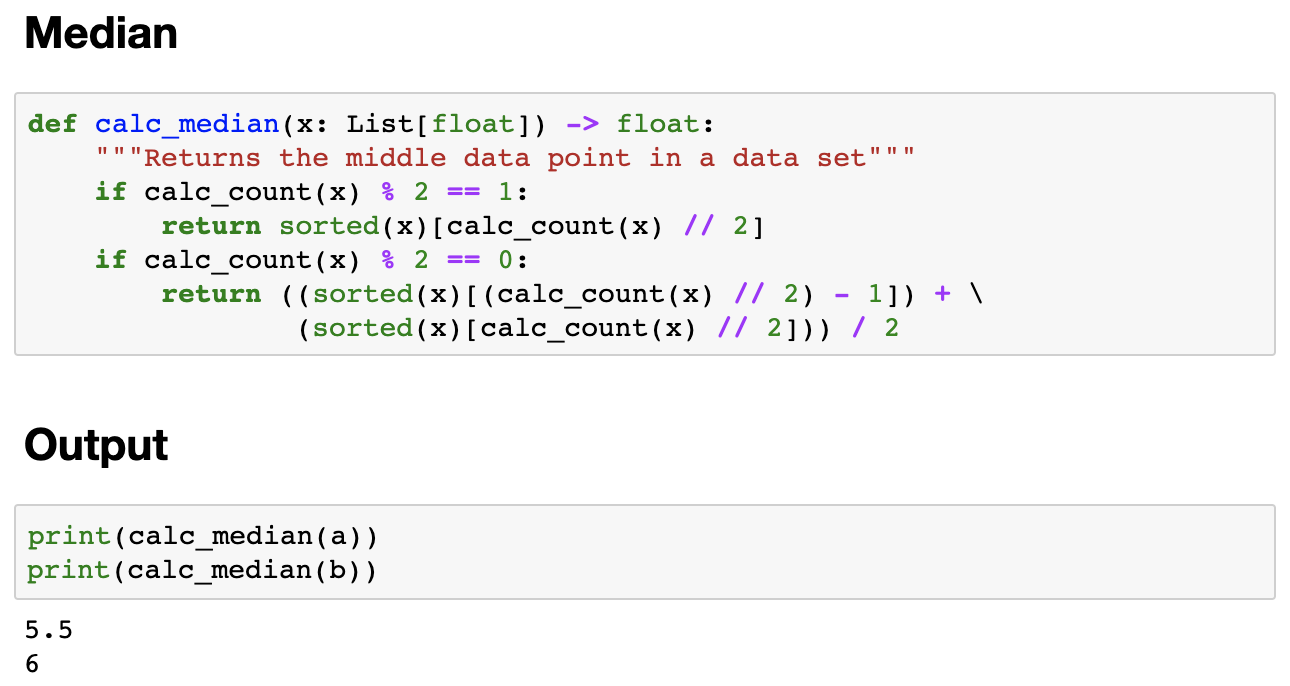 Median
def calc_median(x: List[float]) -> float:
    """Returns the middle data point in a data set"""
    if calc_count(x) % 2 == 1:
        return sorted(x)[calc_count(x) // 2]
    if calc_count(x) % 2 == 0:
        return ((sorted(x)[(calc_count(x) // 2) - 1]) + \
                (sorted(x)[calc_count(x) // 2])) / 2
Output
print(calc_median(a))
print(calc_median(b))
5.5
6